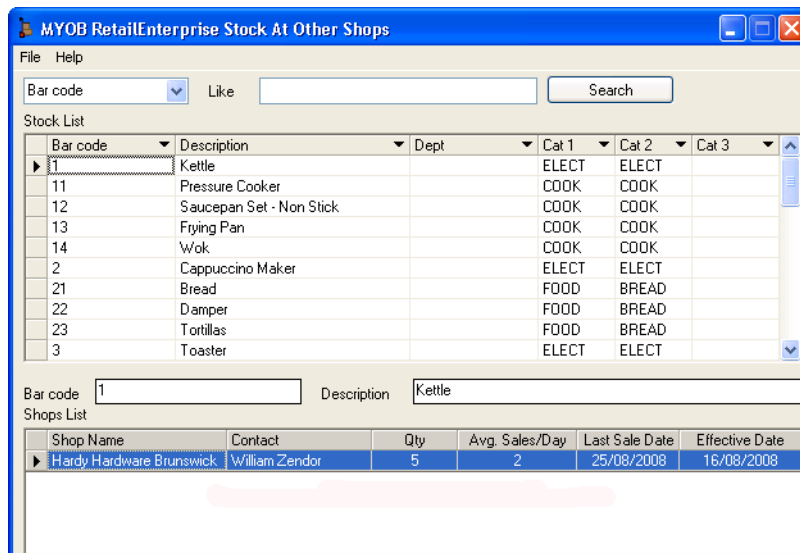 MYOB RetailEnterprise Stock At Other Shops
File Help
Bar code Like Search
Stock List
Bar code Description Dept Cat 1 Cat 2 Cat 3
1 Kettle ELECT ELECT
11 Pressure Cooker COOK COOK
12 Saucepan Set - Non Stick COOK COOK
13 Frying Pan COOK COOK
14 Wok COOK COOK
2 Cappuccino Maker ELECT ELECT
21 Bread FOOD BREAD
22 Damper FOOD BREAD
23 Tortillas FOOD BREAD
3 Toaster ELECT ELECT
Bar code 1 Description Kettle
Shops List
Shop Name Contact Qty Avg. Sales/Day Last Sale Date Effective Date
Hardy Hardware Brunswick William Zendor 5 2 25/08/2008 16/08/2008